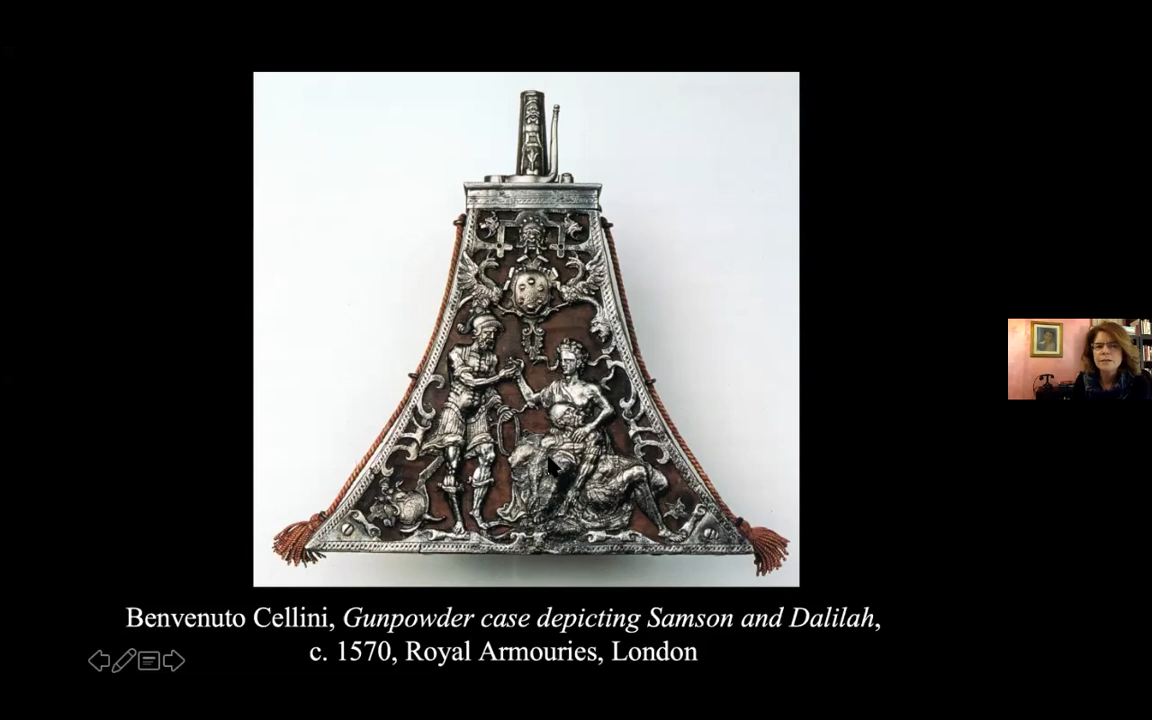 Benvenuto Cellini, Gunpowder case depicting Samson and Dalilah,
c. 1570, Royal Armouries, London